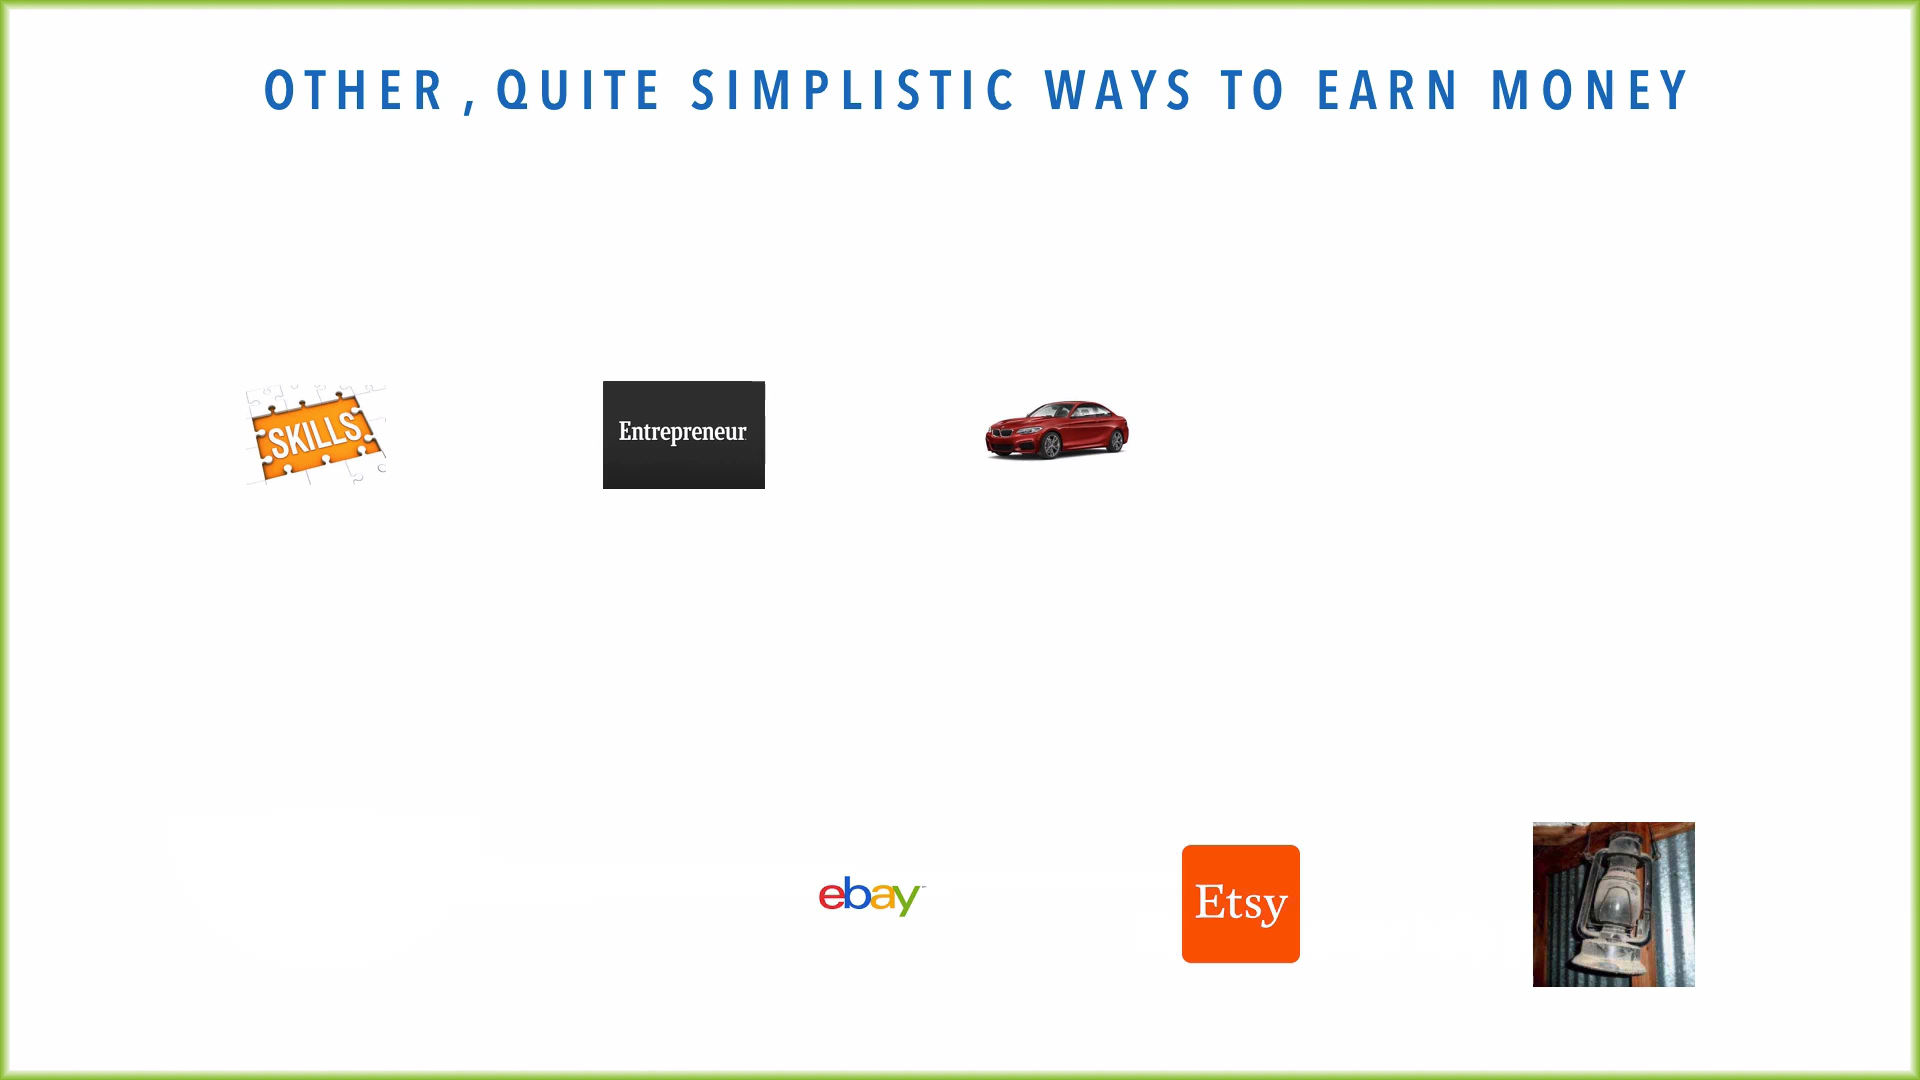 OTHER, QUITE SIMPLISTIC WAYS TO EARN MONEY
SKILLS
Entrepreneur
ebay
Etsy